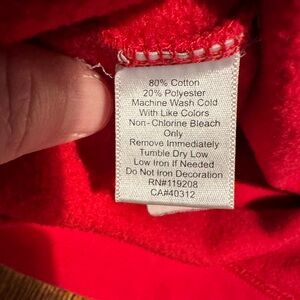 80% Cotton
20% Polyester
Machine Wash Cold
With Like Colors
Non-Chlorine Bleach
Only
Remove Immediately
Tumble Dry Low
Low Iron If Needed
Do Not Iron Decoration
RN#119208
CA#40312